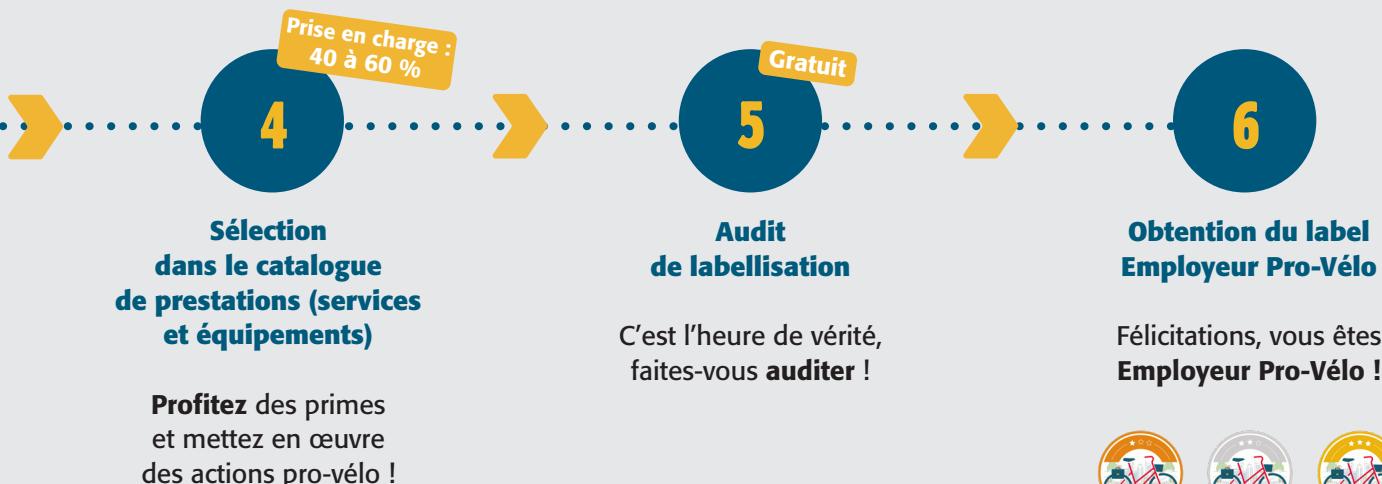 Prise en charge :
40 à 60 %
4
Sélection
dans le catalogue
de prestations (services
et équipements)
Profitez des primes
et mettez en œuvre
des actions pro-vélo !
Gratuit
5
Audit
de labellisation
C'est l'heure de vérité,
faites-vous auditer !
6
Obtention du label
Employeur Pro-Vélo
Félicitations, vous êtes
Employeur Pro-Vélo !